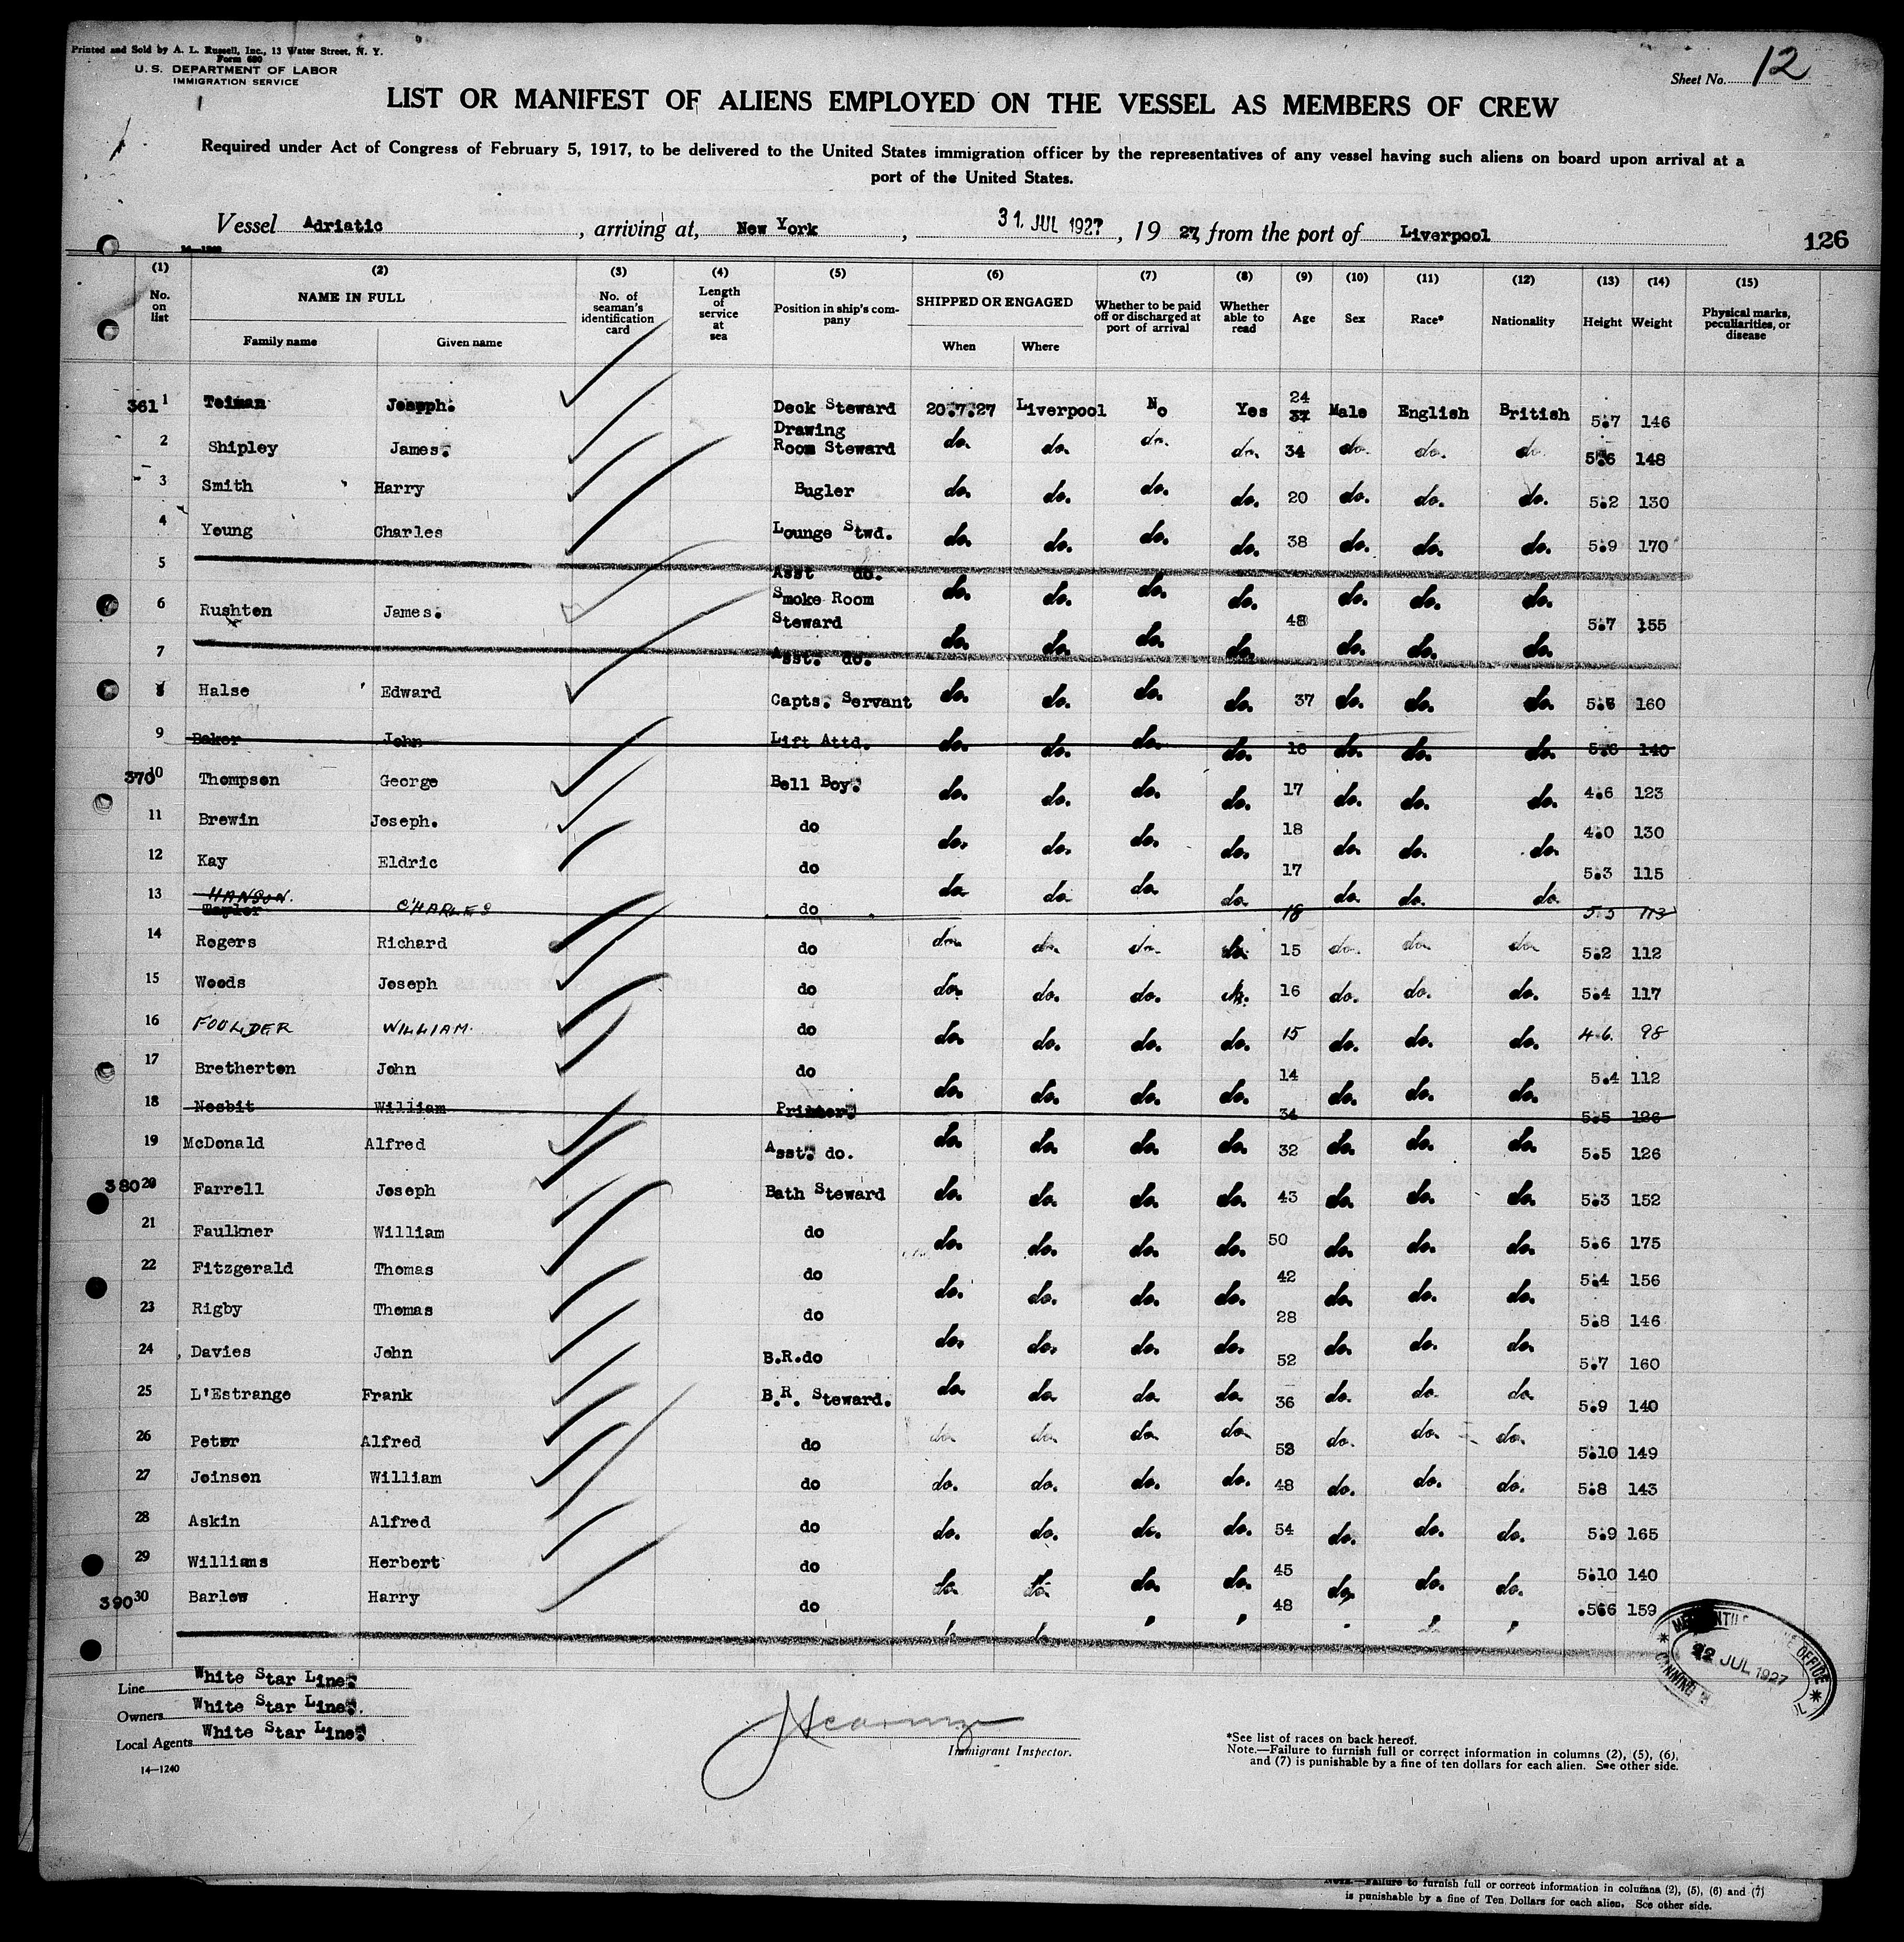 Printed and Sold by A. L. Russell, Inc., 13 Water Street, N. Y.
Form 680
U. S. DEPARTMENT OF LABOR
IMMIGRATION SERVICE
Sheet No. 12
LIST OR MANIFEST OF ALIENS EMPLOYED ON THE VESSEL AS MEMBERS OF CREW
Required under Act of Congress of February 5, 1917, to be delivered to the United States immigration officer by the representatives of any vessel having such aliens on board upon arrival at a
port of the United States.
Vessel Adriatic, arriving at, New York, 31. JUL 1927, 19 27, from the port of Liverpool
126
(1) (2) (3) (4) (5) (6) (7) (8) (9) (10) (11) (12) (13) (14) (15)
No. on list NAME IN FULL Family name Given name No. of seaman's identification card Length of service at sea Position in ship's company SHIPPED OR ENGAGED When Where Whether to be paid off or discharged at port of arrival Whether able to read Age Sex Race* Nationality Height Weight Physical marks, peculiarities, or disease
361 1 Teiman Joseph. Deck Steward 20.7.27 Liverpool No Yes 24 37 Male English British 5.7 146
2 Shipley James. Drawing Room Steward do. do. do. do. 34 do. do. do. 5.6 148
3 Smith Harry Bugler do. do. do. do. 20 do. do. do. 5.2 130
4 Young Charles Lounge Stwd. do. do. do. do. 38 do. do. do. 5.9 170
5 Asst do. do. do. do. do. do. do. do.
6 Rushton James. Smoke Room Steward do. do. do. do. 48 do. do. do. 5.7 155
7 Asst. do.
8 Halse Edward Capts. Servant do. do. do. do. 37 do. do. do. 5.6 160
9 Baker John Lift Attd. do. do. do. do. 16 do. do. do. 5.6 140
370 10 Thompson George Bell Boy. do. do. do. do. 17 do. do. do. 4.6 123
11 Brewin Joseph. do do. do. do. do. 18 do. do. do. 4.0 130
12 Kay Eldric do do. do. do. do. 17 do. do. do. 5.3 115
13 HANSON. Taylor CHARLES do 18 5.5 113
14 Rogers Richard do do. do. do. do. 15 do. do. do. 5.2 112
15 Woods Joseph do do. do. do. do. 16 do. do. do. 5.4 117
16 FOULDER WILLIAM. do do. do. do. do. 15 do. do. do. 4.6. 98
17 Bretherton John do do. do. do. do. 14 do. do. do. 5.4 112
18 Nesbit William Printer. 34 5.5 126
19 McDonald Alfred Asst. do. do. do. do. do. 32 do. do. do. 5.5 126
380 20 Farrell Joseph Bath Steward do. do. do. do. 43 do. do. do. 5.3 152
21 Faulkner William do do. do. do. do. 50 do. do. do. 5.6 175
22 Fitzgerald Thomas do do. do. do. do. 42 do. do. do. 5.4 156
23 Rigby Thomas do do. do. do. do. 28 do. do. do. 5.8 146
24 Davies John B.R.do do. do. do. do. 52 do. do. do. 5.7 160
25 L'Estrange Frank B.R. Steward. do. do. do. do. 36 do. do. do. 5.9 140
26 Peter Alfred do do. do. do. do. do. do. do. 5.10 149
27 Joinson William do do. do. do. do. 48 do. do. do. 5.8 143
28 Askin Alfred do do. do. do. do. 54 do. do. do. 5.9 165
29 Williams Herbert do do. do. do. do. 45 do. do. do. 5.10 140
390 30 Barlow Harry do 48 159
Line White Star Line.
Owners White Star Line.
Local Agents White Star Line.
14—1240
Immigrant Inspector.
*See list of races on back hereof.
Note.—Failure to furnish full or correct information in columns (2), (5), (6),
and (7) is punishable by a fine of ten dollars for each alien. See other side.
22 JUL 1927
OFFICE
CANNING
Note.—Failure to furnish full or correct information in columns (2), (5), (6) and (7)
is punishable by a fine of Ten Dollars for each alien. See other side.